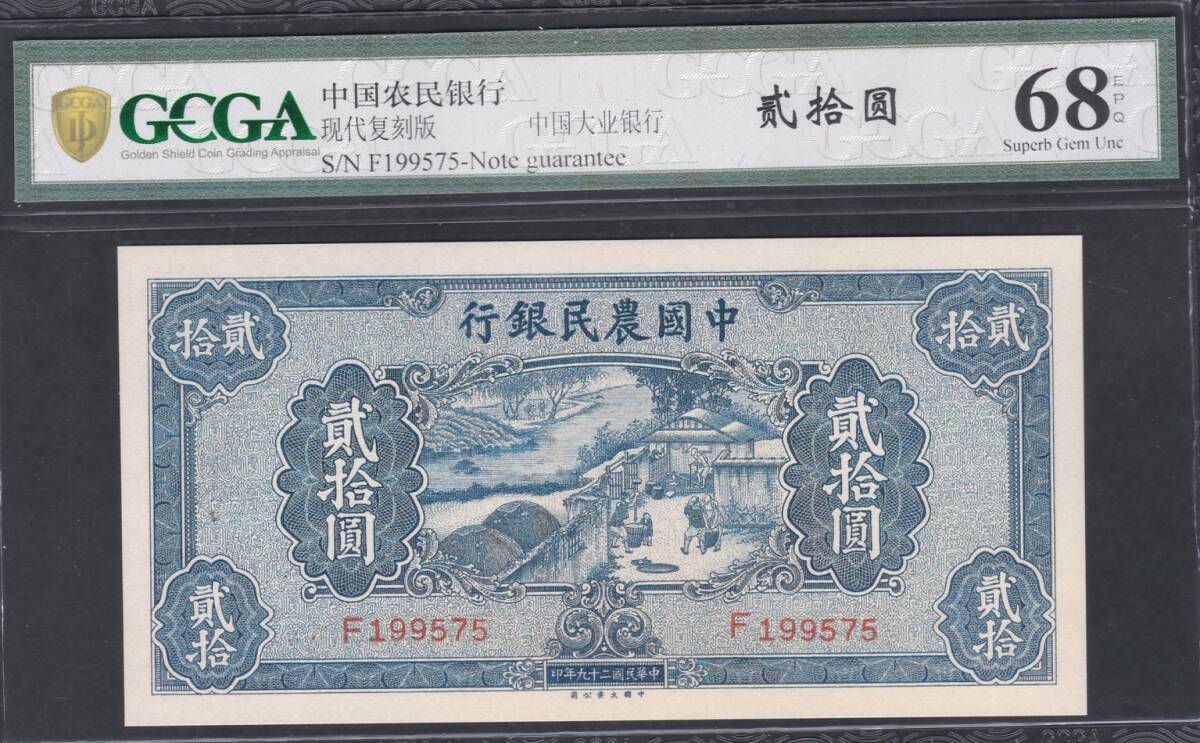 GCGA
Golden Shield Coin Grading Appraisal
中国农民银行
现代复刻版
中国大业银行
S/N F199575-Note guarantee
贰拾圆
68
EPQ
Superb Gem Unc
行銀民農國中
拾貳
拾貳
貳拾圓
貳拾圓
F199575
F199575
貳拾
貳拾
印年九十二國民華中